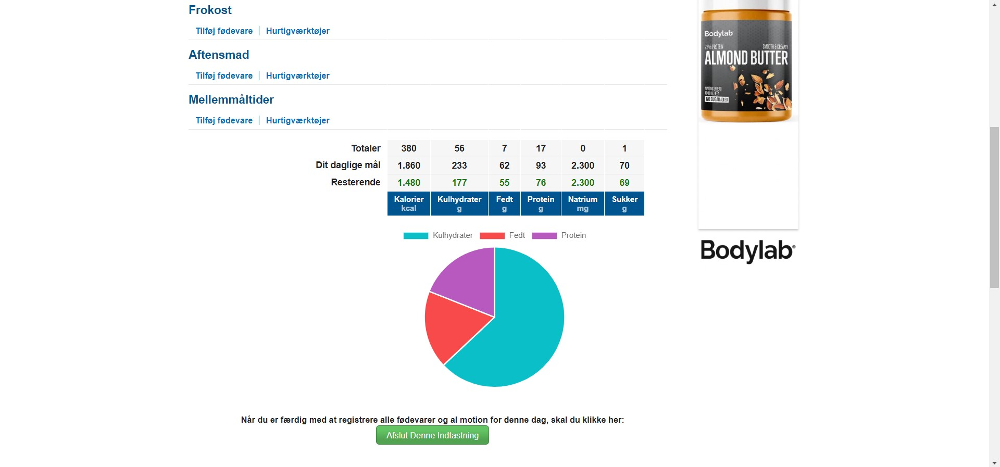 Frokost
Tilføj fødevare Hurtigværktøjer
Aftensmad
Tilføj fødevare Hurtigværktøjer
Mellemmåltider
Tilføj fødevare Hurtigværktøjer
Totaler 380 56 7 17 0 1
Dit daglige mål 1.860 233 62 93 2.300 70
Resterende 1.480 177 55 76 2.300 69
Kalorier Kulhydrater Fedt Protein Natrium Sukker
kcal g g g mg g
Kulhydrater Fedt Protein
Når du er færdig med at registrere alle fødevarer og al motion for denne dag, skal du klikke her:
Afslut Denne Indtastning
Bodylab
22% PROTEIN SMOOTH & CREAMY
ALMOND BUTTER
ALMOND SPREAD
1000 G. ℮
NO SUGAR ADDED
Bodylab®